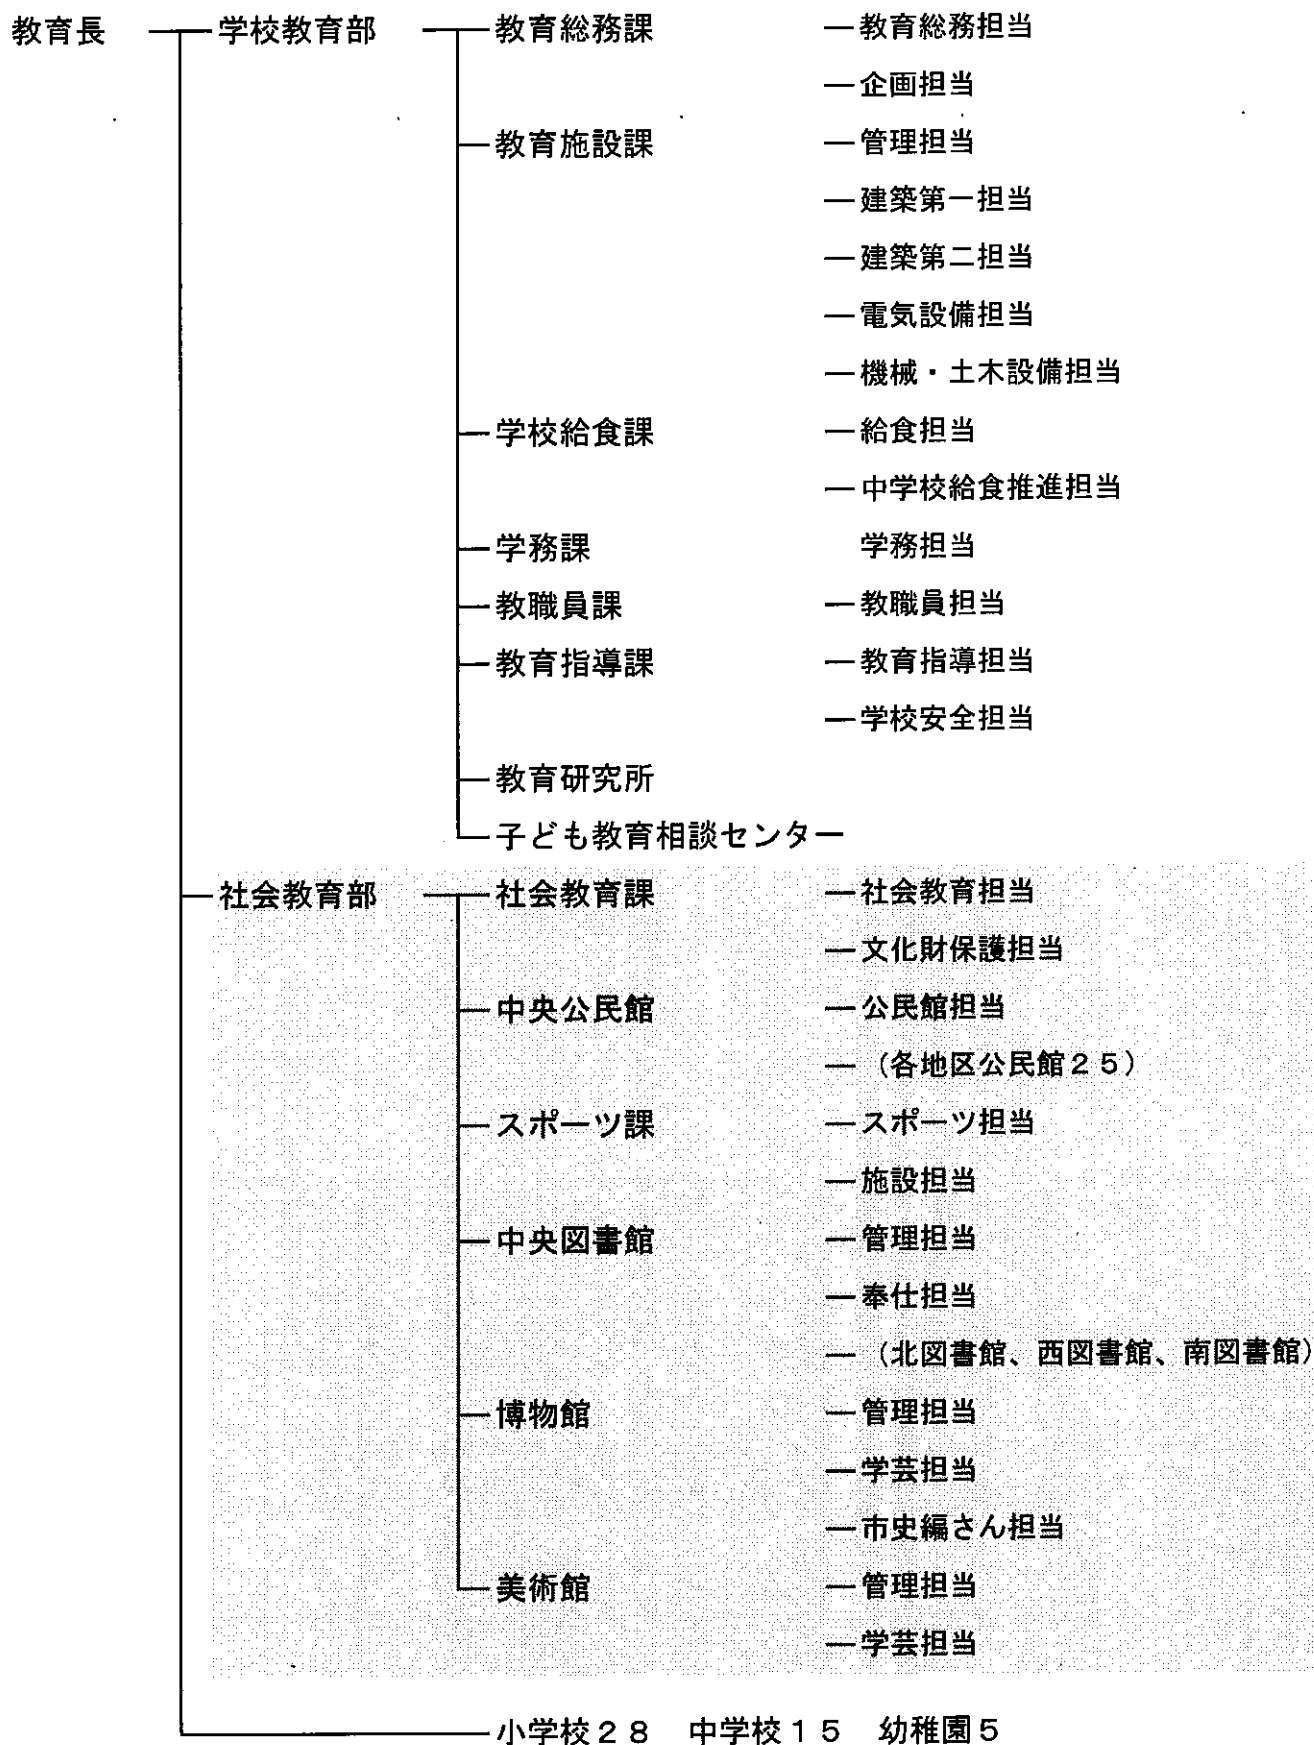 教育長 学校教育部 教育総務課 教育総務担当
企画担当
教育施設課 管理担当
建築第一担当
建築第二担当
電気設備担当
機械・土木設備担当
学校給食課 給食担当
中学校給食推進担当
学務課 学務担当
教職員課 教職員担当
教育指導課 教育指導担当
学校安全担当
教育研究所
子ども教育相談センター
社会教育部 社会教育課 社会教育担当
文化財保護担当
中央公民館 公民館担当
（各地区公民館２５）
スポーツ課 スポーツ担当
施設担当
中央図書館 管理担当
奉仕担当
（北図書館、西図書館、南図書館）
博物館 管理担当
学芸担当
市史編さん担当
美術館 管理担当
学芸担当
小学校２８ 中学校１５ 幼稚園５